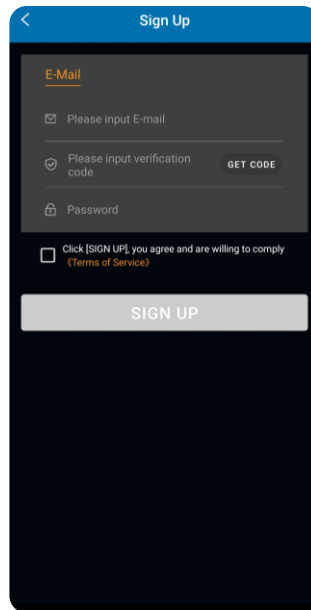 Sign Up
E-Mail
Please input E-mail
Please input verification
code
GET CODE
Password
Click [SIGN UP], you agree and are willing to comply
《Terms of Service》
SIGN UP